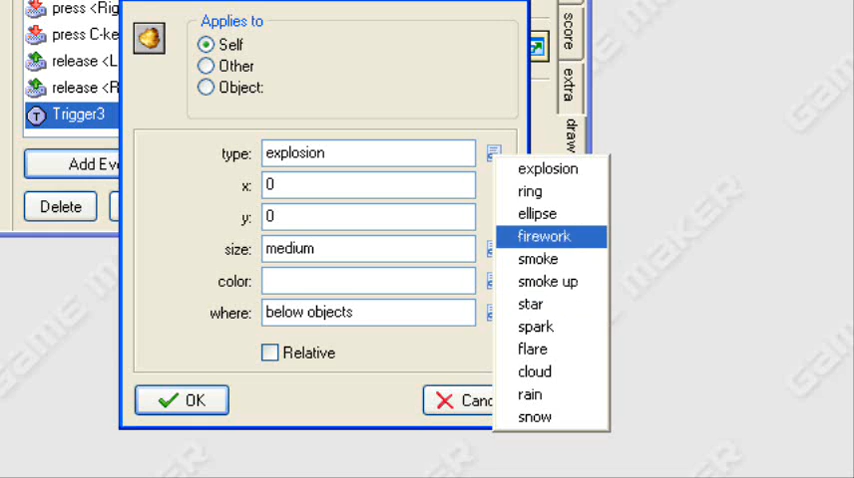 press <Rig
press C-ke
release <L
release <R
Trigger3
Add Eve
Delete
Applies to
Self
Other
Object:
type: explosion
x: 0
y: 0
size: medium
color:
where: below objects
Relative
OK
Canc
score
extra
draw
explosion
ring
ellipse
firework
smoke
smoke up
star
spark
flare
cloud
rain
snow
GAME MAKER